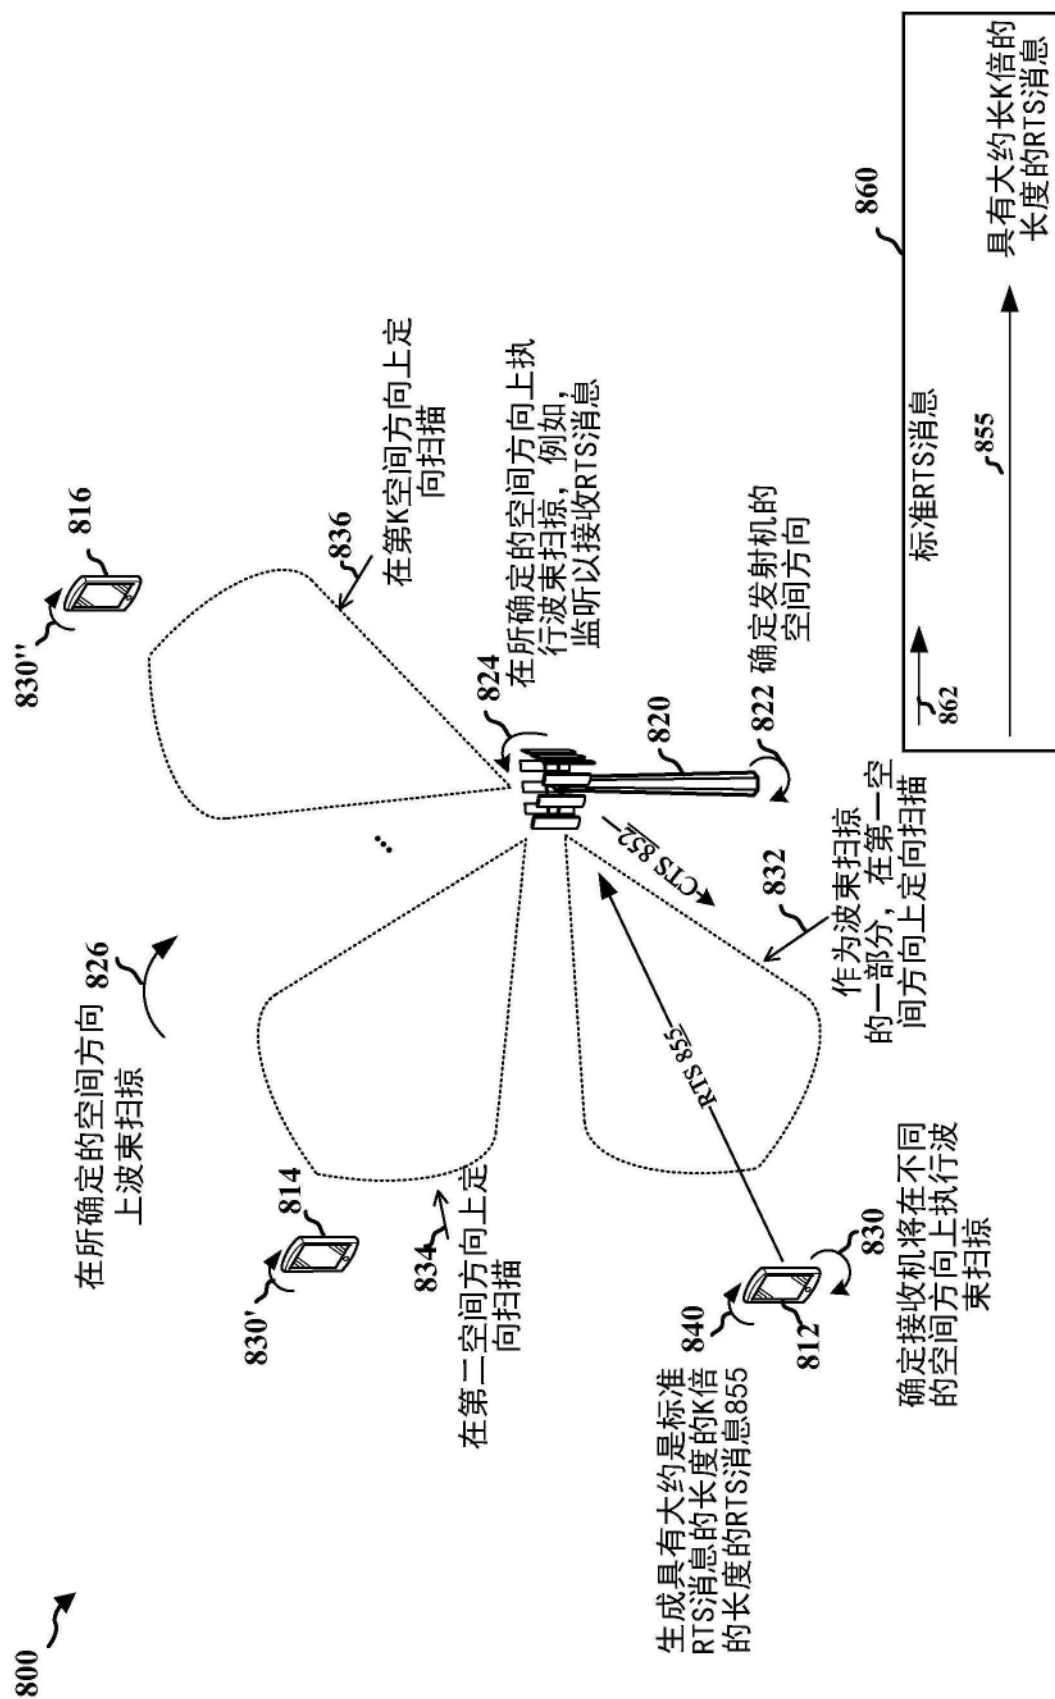 800
在所确定的空间方向
上波束扫掠
826
830''
816
830'
814
在第K空间方向上定
向扫描
836
834
在第二空间方向上定
向扫描
824
在所确定的空间方向上执
行波束扫掠，例如，
监听以接收RTS消息
820
822
确定发射机的
空间方向
CTS 852
RTS 855
832
作为波束扫掠
的一部分，在第一空
间方向上定向扫描
840
812
830
生成具有大约是标准
RTS消息的长度的K倍
的长度的RTS消息855
确定接收机将在不同
的空间方向上执行波
束扫掠
860
862
标准RTS消息
855
具有大约长K倍的
长度的RTS消息